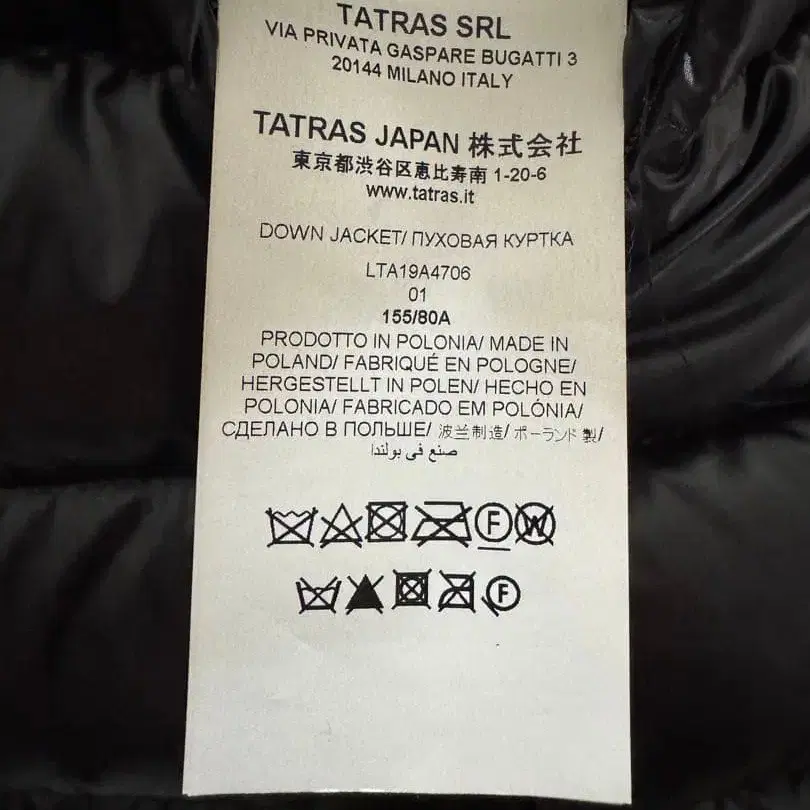 TATRAS SRL
VIA PRIVATA GASPARE BUGATTI 3
20144 MILANO ITALY
TATRAS JAPAN 株式会社
東京都渋谷区恵比寿南 1-20-6
www.tatras.it
DOWN JACKET/ ПУХОВАЯ КУРТКА
LTA19A4706
01
155/80A
PRODOTTO IN POLONIA/ MADE IN
POLAND/ FABRIQUÉ EN POLOGNE/
HERGESTELLT IN POLEN/ HECHO EN
POLONIA/ FABRICADO EM POLÓNIA/
СДЕЛАНО В ПОЛЬШЕ/ 波兰制造/ ポーランド 製/
صنع في بولندا
F W
F